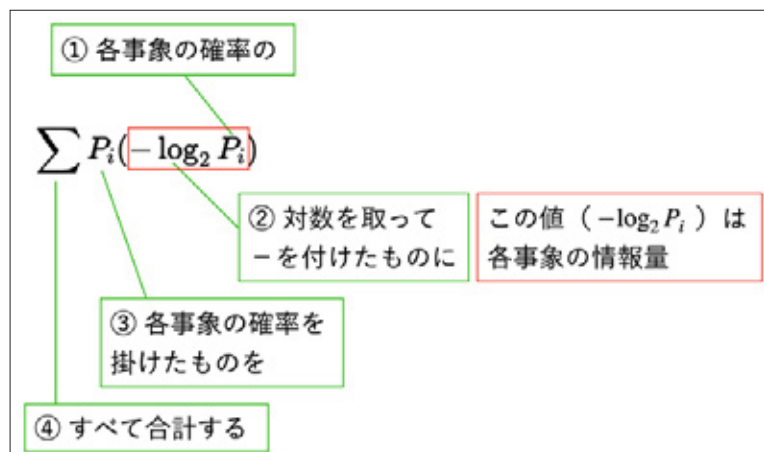 ① 各事象の確率の
∑ Pᵢ(−log₂ Pᵢ)
② 対数を取って
−を付けたものに
この値（−log₂Pᵢ）は
各事象の情報量
③ 各事象の確率を
掛けたものを
④ すべて合計する